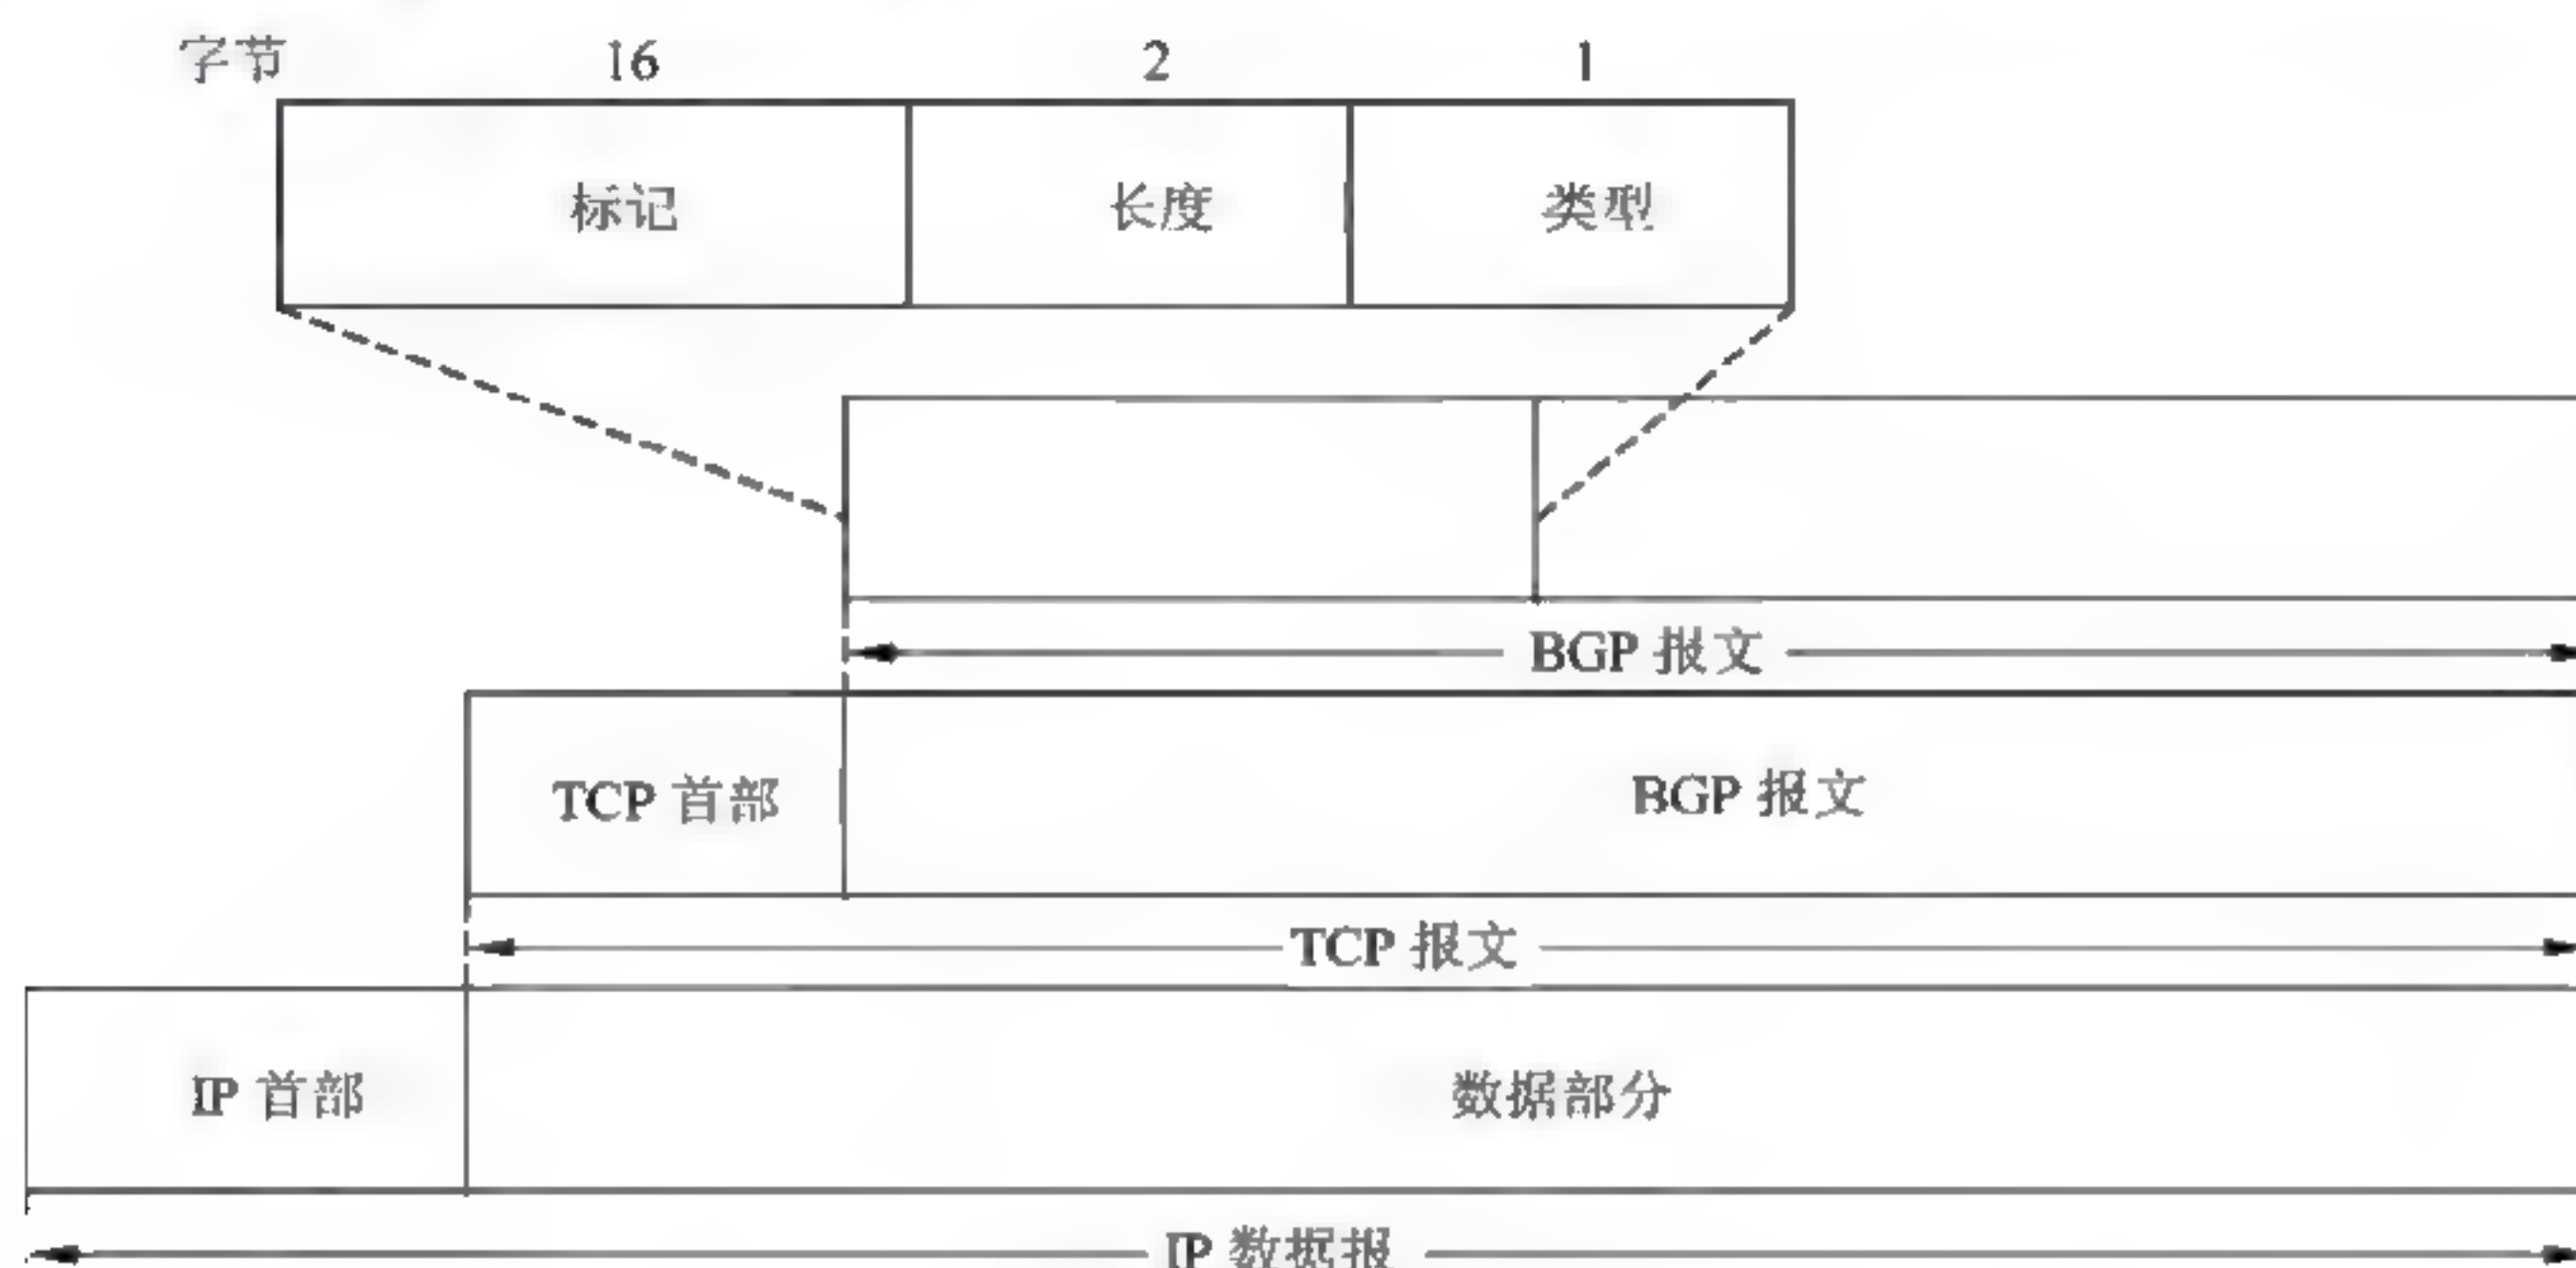 字节 16 2 1
标记 长度 类型
BGP 报文
TCP 首部 BGP 报文
TCP 报文
IP 首部 数据部分
IP 数据报